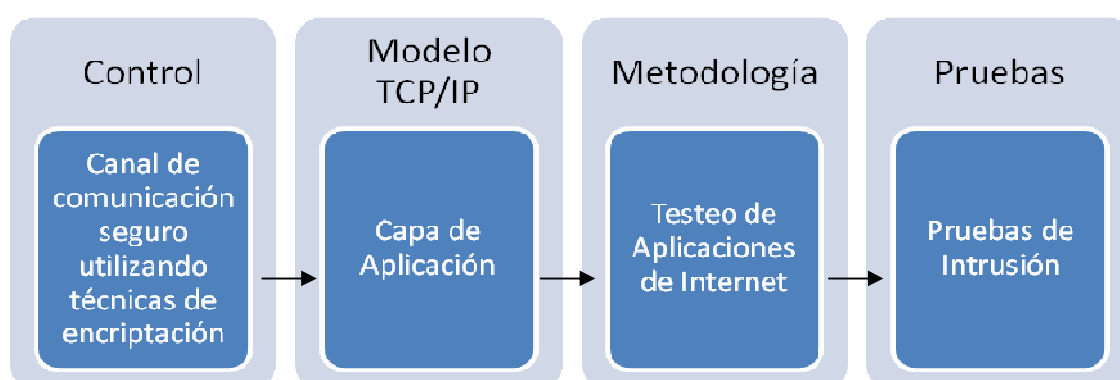 Control
Canal de
comunicación
seguro
utilizando
técnicas de
encriptación
Modelo
TCP/IP
Capa de
Aplicación
Metodología
Testeo de
Aplicaciones
de Internet
Pruebas
Pruebas de
Intrusión